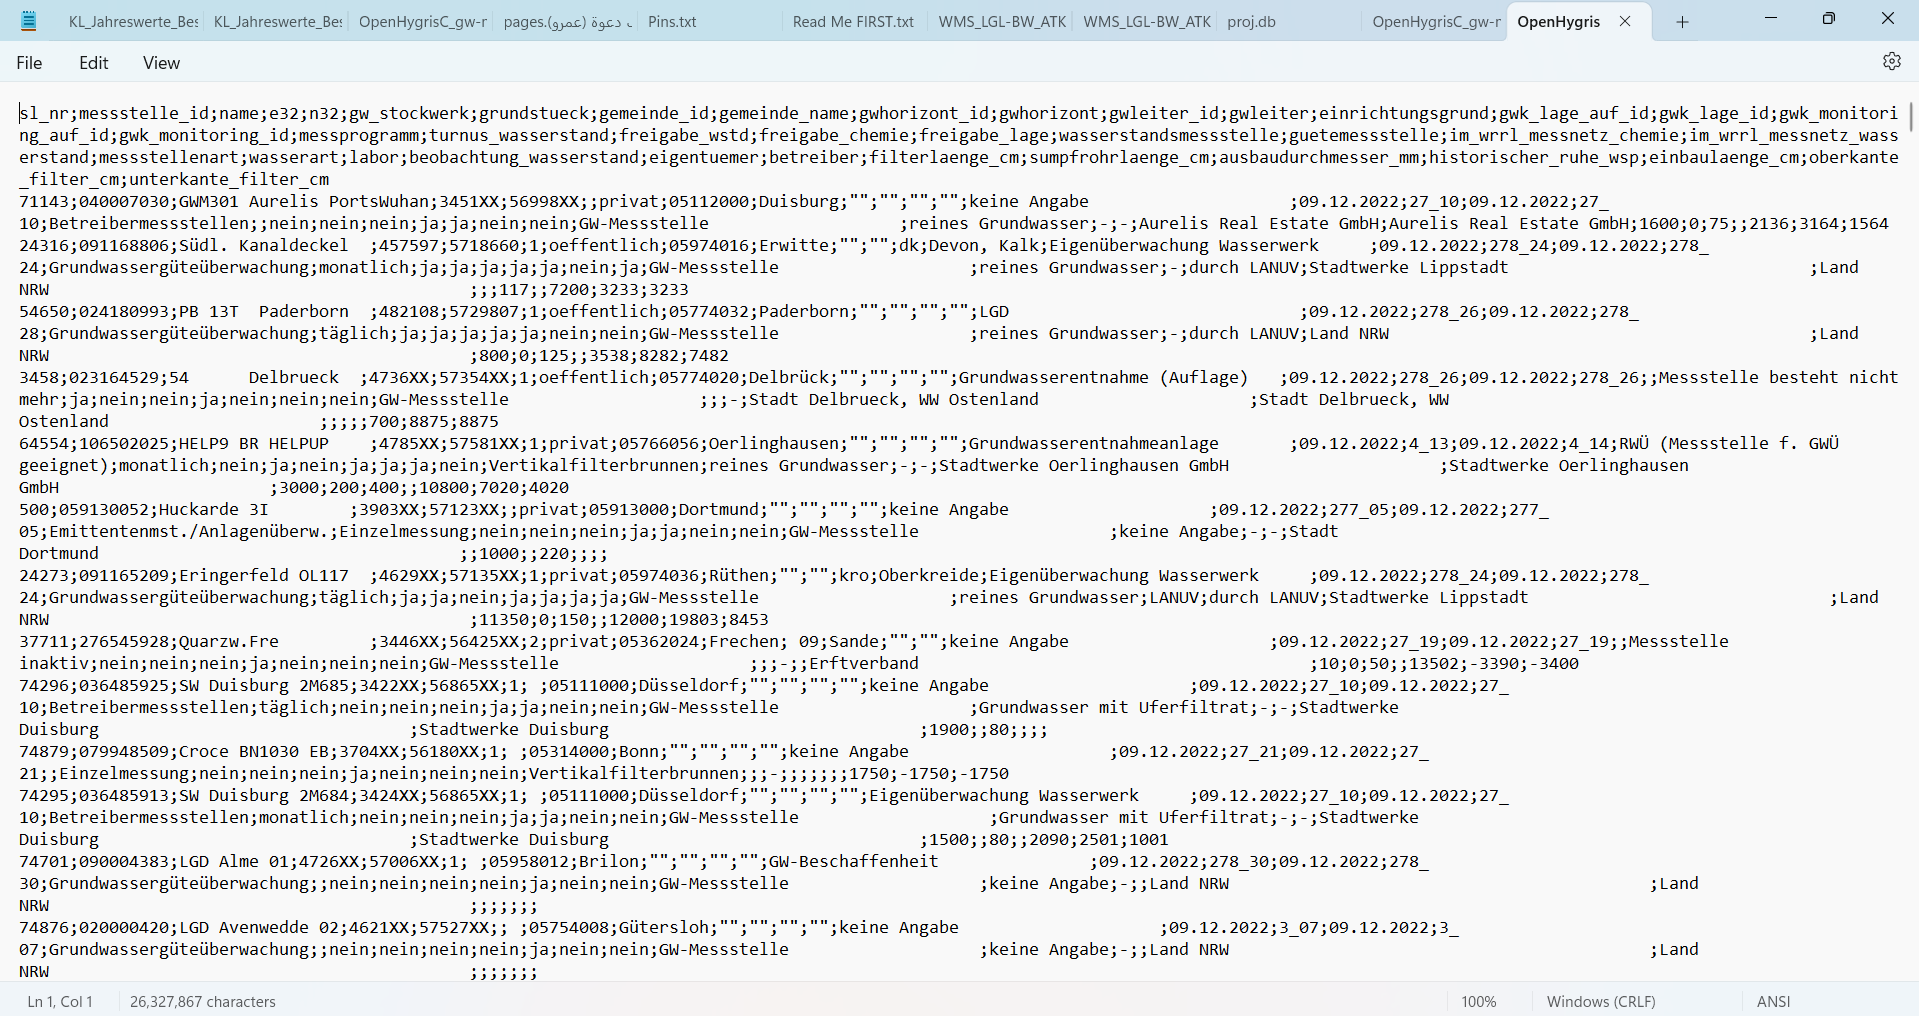 KL_Jahreswerte_Bes
KL_Jahreswerte_Bes
OpenHygrisC_gw-r
pages.(عمرو) دعوة
Pins.txt
Read Me FIRST.txt
WMS_LGL-BW_ATK
WMS_LGL-BW_ATK
proj.db
OpenHygrisC_gw-r
OpenHygris
File Edit View
sl_nr;messstelle_id;name;e32;n32;gw_stockwerk;grundstueck;gemeinde_id;gemeinde_name;gwhorizont_id;gwhorizont;gwleiter_id;gwleiter;einrichtungsgrund;gwk_lage_auf_id;gwk_lage_id;gwk_monitori
ng_auf_id;gwk_monitoring_id;messprogramm;turnus_wasserstand;freigabe_wstd;freigabe_chemie;freigabe_lage;wasserstandsmessstelle;guetemessstelle;im_wrrl_messnetz_chemie;im_wrrl_messnetz_wass
erstand;messstellenart;wasserart;labor;beobachtung_wasserstand;eigentuemer;betreiber;filterlaenge_cm;sumpfrohrlaenge_cm;ausbaudurchmesser_mm;historischer_ruhe_wsp;einbaulaenge_cm;oberkante
_filter_cm;unterkante_filter_cm
71143;040007030;GWM301 Aurelis PortsWuhan;3451XX;56998XX;;privat;05112000;Duisburg;"";"";"";"";keine Angabe ;09.12.2022;27_10;09.12.2022;27_
10;Betreibermessstellen;;nein;nein;nein;ja;ja;nein;nein;GW-Messstelle ;reines Grundwasser;-;-;Aurelis Real Estate GmbH;Aurelis Real Estate GmbH;1600;0;75;;2136;3164;1564
24316;091168806;Südl. Kanaldeckel ;457597;5718660;1;oeffentlich;05974016;Erwitte;"";"";dk;Devon, Kalk;Eigenüberwachung Wasserwerk ;09.12.2022;278_24;09.12.2022;278_
24;Grundwassergüteüberwachung;monatlich;ja;ja;ja;ja;ja;nein;ja;GW-Messstelle ;reines Grundwasser;-;durch LANUV;Stadtwerke Lippstadt ;Land
NRW ;;;117;;7200;3233;3233
54650;024180993;PB 13T Paderborn ;482108;5729807;1;oeffentlich;05774032;Paderborn;"";"";"";"";LGD ;09.12.2022;278_26;09.12.2022;278_
28;Grundwassergüteüberwachung;täglich;ja;ja;ja;ja;ja;nein;nein;GW-Messstelle ;reines Grundwasser;-;durch LANUV;Land NRW ;Land
NRW ;800;0;125;;3538;8282;7482
3458;023164529;54 Delbrueck ;4736XX;57354XX;1;oeffentlich;05774020;Delbrück;"";"";"";"";Grundwasserentnahme (Auflage) ;09.12.2022;278_26;09.12.2022;278_26;;Messstelle besteht nicht
mehr;ja;nein;nein;ja;nein;nein;nein;GW-Messstelle ;;;-;Stadt Delbrueck, WW Ostenland ;Stadt Delbrueck, WW
Ostenland ;;;;;700;8875;8875
64554;106502025;HELP9 BR HELPUP ;4785XX;57581XX;1;privat;05766056;Oerlinghausen;"";"";"";"";Grundwasserentnahmeanlage ;09.12.2022;4_13;09.12.2022;4_14;RWÜ (Messstelle f. GWÜ
geeignet);monatlich;nein;ja;nein;ja;ja;ja;nein;Vertikalfilterbrunnen;reines Grundwasser;-;-;Stadtwerke Oerlinghausen GmbH ;Stadtwerke Oerlinghausen
GmbH ;3000;200;400;;10800;7020;4020
500;059130052;Huckarde 3I ;3903XX;57123XX;;privat;05913000;Dortmund;"";"";"";"";keine Angabe ;09.12.2022;277_05;09.12.2022;277_
05;Emittentenmst./Anlagenüberw.;Einzelmessung;nein;nein;nein;ja;ja;nein;nein;GW-Messstelle ;keine Angabe;-;-;Stadt
Dortmund ;;1000;;220;;;;
24273;091165209;Eringerfeld OL117 ;4629XX;57135XX;1;privat;05974036;Rüthen;"";"";kro;Oberkreide;Eigenüberwachung Wasserwerk ;09.12.2022;278_24;09.12.2022;278_
24;Grundwassergüteüberwachung;täglich;ja;ja;nein;ja;ja;ja;ja;GW-Messstelle ;reines Grundwasser;LANUV;durch LANUV;Stadtwerke Lippstadt ;Land
NRW ;11350;0;150;;12000;19803;8453
37711;276545928;Quarzw.Fre ;3446XX;56425XX;2;privat;05362024;Frechen; 09;Sande;"";"";keine Angabe ;09.12.2022;27_19;09.12.2022;27_19;;Messstelle
inaktiv;nein;nein;nein;ja;nein;nein;nein;GW-Messstelle ;;;-;;Erftverband ;10;0;50;;13502;-3390;-3400
74296;036485925;SW Duisburg 2M685;3422XX;56865XX;1; ;05111000;Düsseldorf;"";"";"";"";keine Angabe ;09.12.2022;27_10;09.12.2022;27_
10;Betreibermessstellen;täglich;nein;nein;nein;ja;ja;nein;nein;GW-Messstelle ;Grundwasser mit Uferfiltrat;-;-;Stadtwerke
Duisburg ;Stadtwerke Duisburg ;1900;;80;;;;
74879;079948509;Croce BN1030 EB;3704XX;56180XX;1; ;05314000;Bonn;"";"";"";"";keine Angabe ;09.12.2022;27_21;09.12.2022;27_
21;;Einzelmessung;nein;nein;nein;ja;nein;nein;nein;Vertikalfilterbrunnen;;;-;;;;;;;1750;-1750;-1750
74295;036485913;SW Duisburg 2M684;3424XX;56865XX;1; ;05111000;Düsseldorf;"";"";"";"";Eigenüberwachung Wasserwerk ;09.12.2022;27_10;09.12.2022;27_
10;Betreibermessstellen;monatlich;nein;nein;nein;ja;ja;nein;nein;GW-Messstelle ;Grundwasser mit Uferfiltrat;-;-;Stadtwerke
Duisburg ;Stadtwerke Duisburg ;1500;;80;;2090;2501;1001
74701;090004383;LGD Alme 01;4726XX;57006XX;1; ;05958012;Brilon;"";"";"";"";GW-Beschaffenheit ;09.12.2022;278_30;09.12.2022;278_
30;Grundwassergüteüberwachung;;nein;nein;nein;nein;ja;nein;nein;GW-Messstelle ;keine Angabe;-;;Land NRW ;Land
NRW ;;;;;;;
74876;020000420;LGD Avenwedde 02;4621XX;57527XX;; ;05754008;Gütersloh;"";"";"";"";keine Angabe ;09.12.2022;3_07;09.12.2022;3_
07;Grundwassergüteüberwachung;;nein;nein;nein;nein;ja;nein;nein;GW-Messstelle ;keine Angabe;-;;Land NRW ;Land
NRW ;;;;;;;
Ln 1, Col 1 26,327,867 characters 100% Windows (CRLF) ANSI